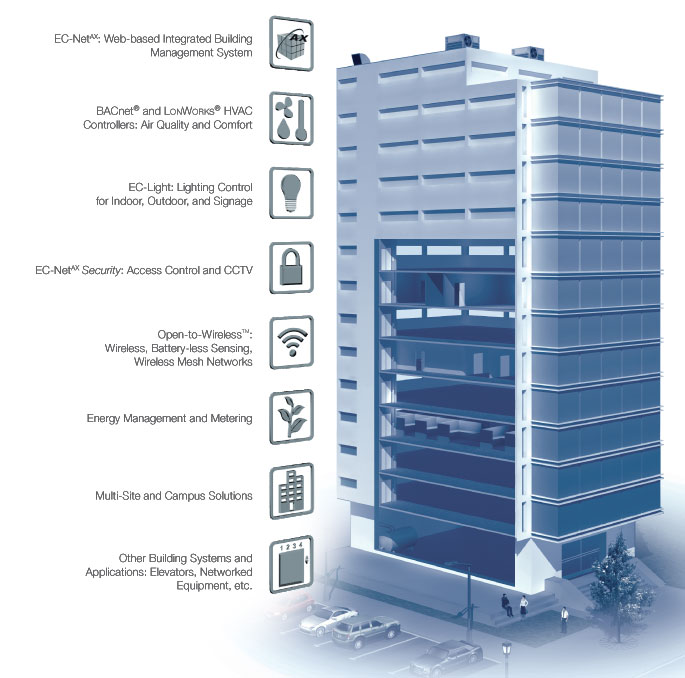 EC-Netᴬˣ: Web-based Integrated Building
Management System
AX
BACnet® and LONWORKS® HVAC
Controllers: Air Quality and Comfort
EC-Light: Lighting Control
for Indoor, Outdoor, and Signage
EC-Netᴬˣ Security: Access Control and CCTV
Open-to-Wireless™:
Wireless, Battery-less Sensing,
Wireless Mesh Networks
Energy Management and Metering
Multi-Site and Campus Solutions
1 2 3 4
Other Building Systems and
Applications: Elevators, Networked
Equipment, etc.